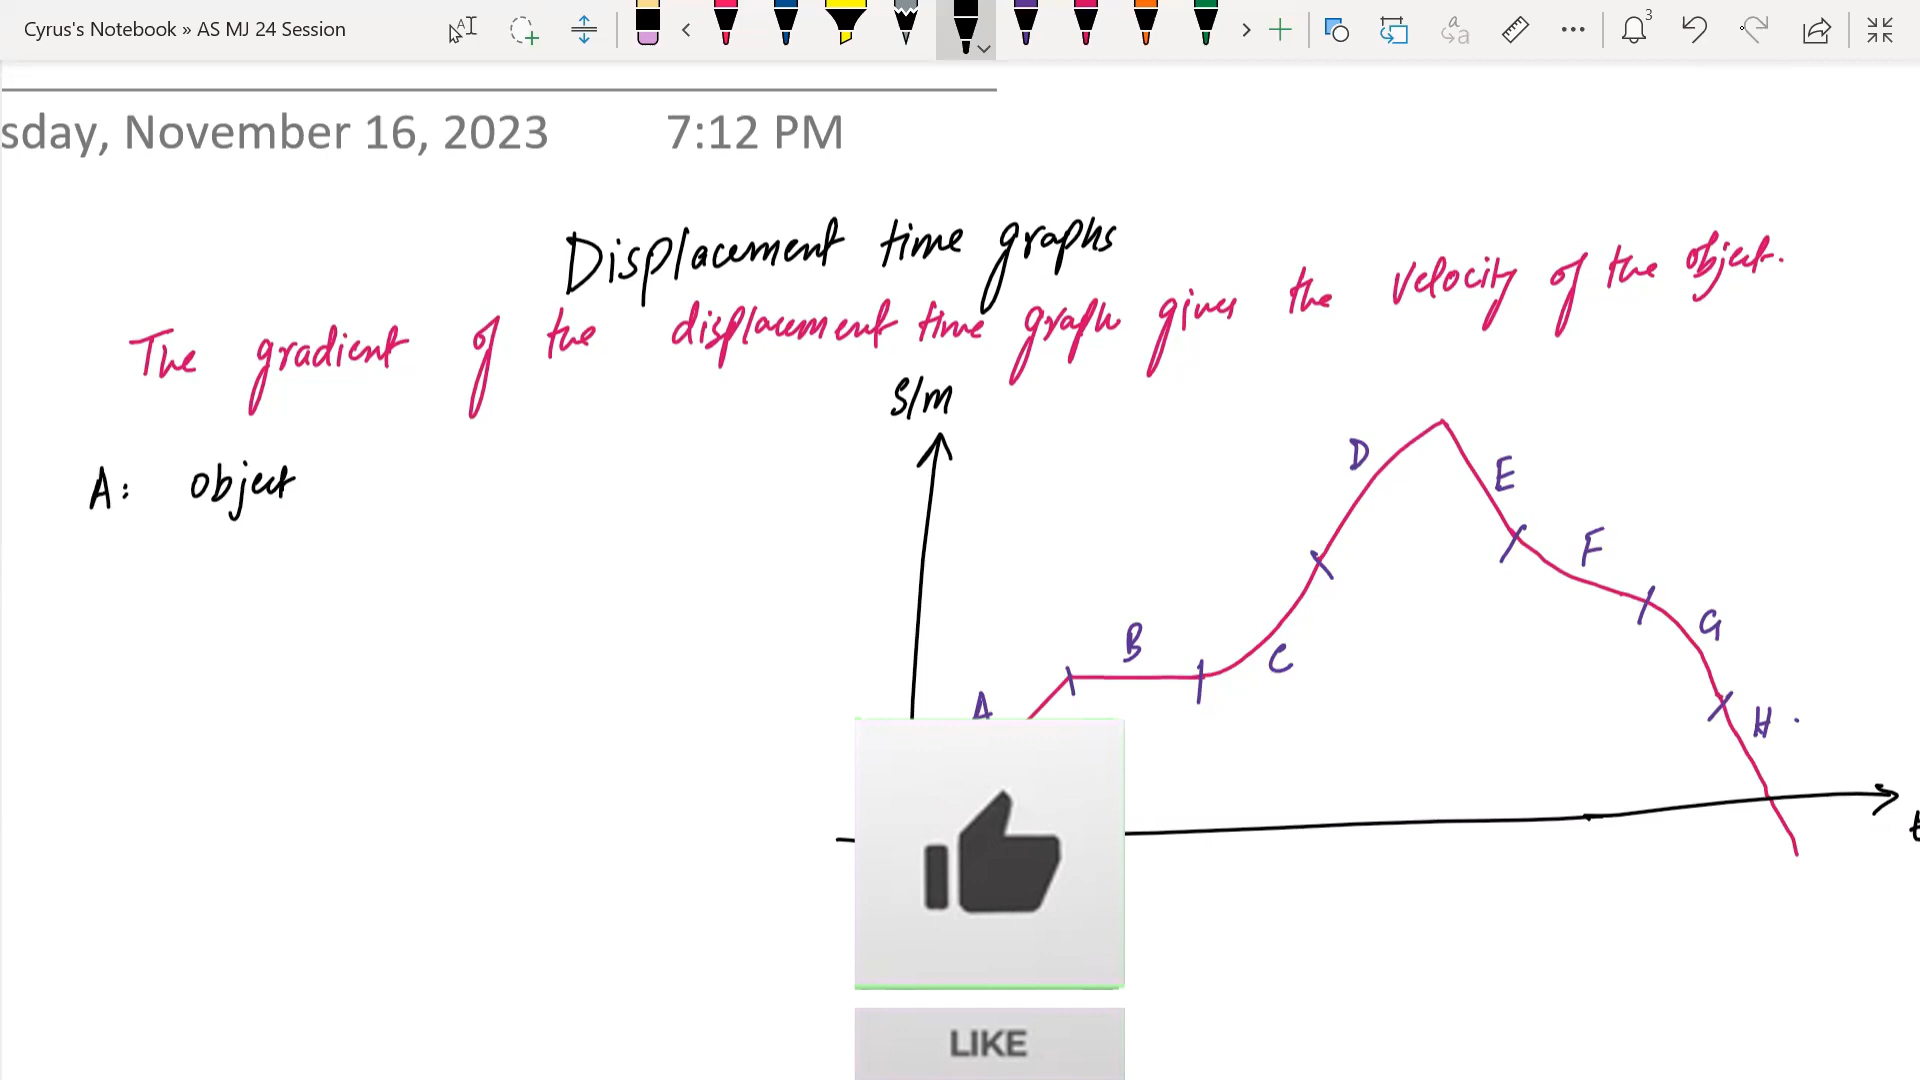 Cyrus's Notebook » AS MJ 24 Session
3
sday, November 16, 2023 7:12 PM
Displacement time graphs
The gradient of the displacement time graph gives the velocity of the object.
S/m
A: object
D
E
F
B
C
G
A
H
t
LIKE